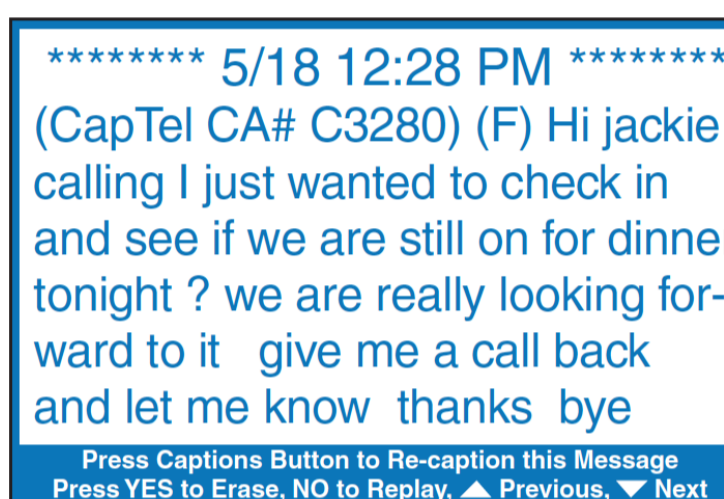 ******** 5/18 12:28 PM ********
(CapTel CA# C3280) (F) Hi jackie
calling I just wanted to check in
and see if we are still on for dinne
tonight ? we are really looking for-
ward to it   give me a call back
and let me know  thanks  bye
Press Captions Button to Re-caption this Message
Press YES to Erase, NO to Replay, ▲ Previous, ▼ Next